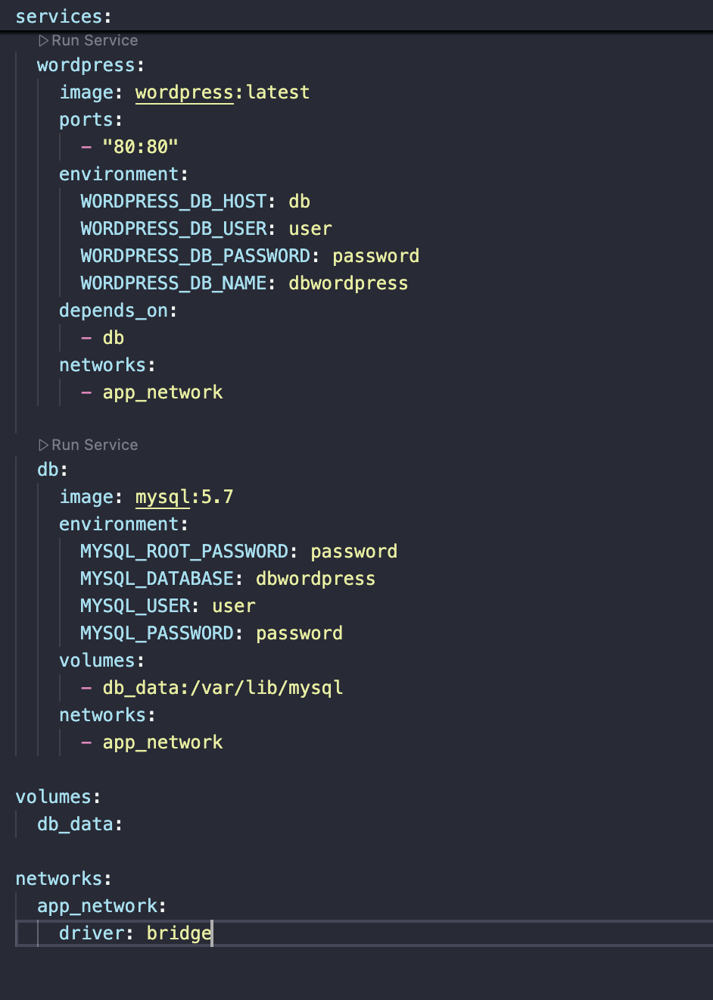 services:
Run Service
wordpress:
image: wordpress:latest
ports:
- "80:80"
environment:
WORDPRESS_DB_HOST: db
WORDPRESS_DB_USER: user
WORDPRESS_DB_PASSWORD: password
WORDPRESS_DB_NAME: dbwordpress
depends_on:
- db
networks:
- app_network
Run Service
db:
image: mysql:5.7
environment:
MYSQL_ROOT_PASSWORD: password
MYSQL_DATABASE: dbwordpress
MYSQL_USER: user
MYSQL_PASSWORD: password
volumes:
- db_data:/var/lib/mysql
networks:
- app_network
volumes:
db_data:
networks:
app_network:
driver: bridge